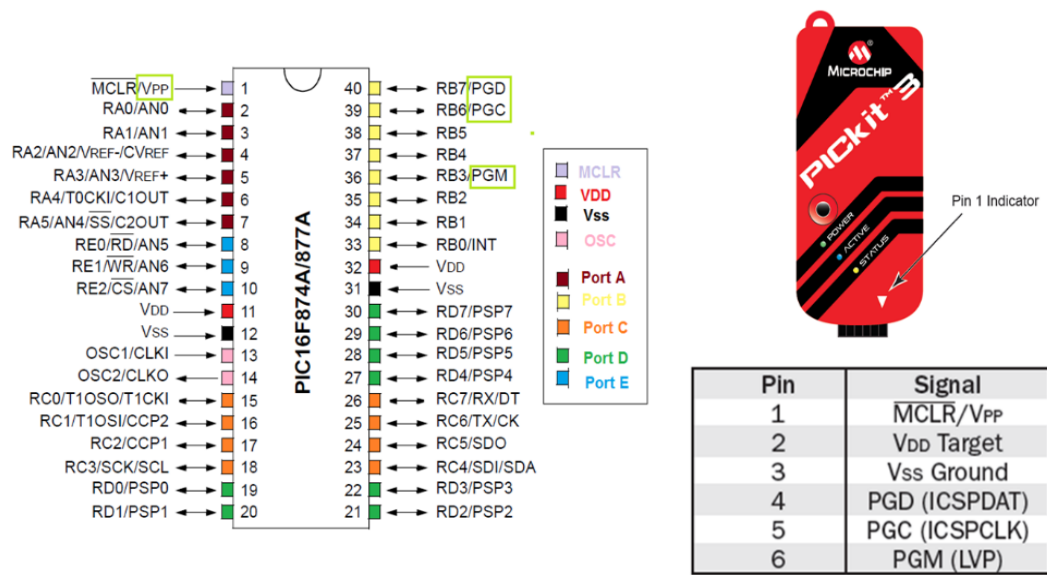 MCLR/VPP
RA0/AN0
RA1/AN1
RA2/AN2/VREF-/CVREF
RA3/AN3/VREF+
RA4/T0CKI/C1OUT
RA5/AN4/SS/C2OUT
RE0/RD/AN5
RE1/WR/AN6
RE2/CS/AN7
VDD
VSS
OSC1/CLKI
OSC2/CLKO
RC0/T1OSO/T1CKI
RC1/T1OSI/CCP2
RC2/CCP1
RC3/SCK/SCL
RD0/PSP0
RD1/PSP1
1
2
3
4
5
6
7
8
9
10
11
12
13
14
15
16
17
18
19
20
PIC16F874A/877A
40
39
38
37
36
35
34
33
32
31
30
29
28
27
26
25
24
23
22
21
RB7/PGD
RB6/PGC
RB5
RB4
RB3/PGM
RB2
RB1
RB0/INT
VDD
VSS
RD7/PSP7
RD6/PSP6
RD5/PSP5
RD4/PSP4
RC7/RX/DT
RC6/TX/CK
RC5/SDO
RC4/SDI/SDA
RD3/PSP3
RD2/PSP2
MCLR
VDD
Vss
OSC
Port A
Port B
Port C
Port D
Port E
MICROCHIP
PICkit™ 3
POWER
ACTIVE
STATUS
Pin 1 Indicator
Pin Signal
1 MCLR/VPP
2 VDD Target
3 Vss Ground
4 PGD (ICSPDAT)
5 PGC (ICSPCLK)
6 PGM (LVP)